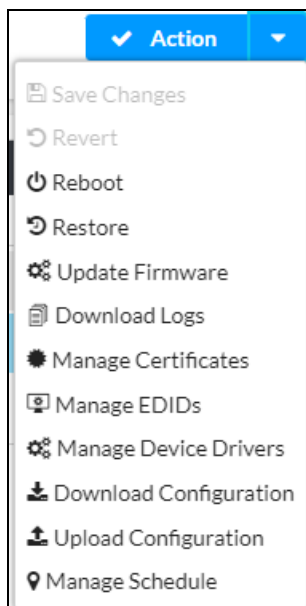 Action
Save Changes
Revert
Reboot
Restore
Update Firmware
Download Logs
Manage Certificates
Manage EDIDs
Manage Device Drivers
Download Configuration
Upload Configuration
Manage Schedule